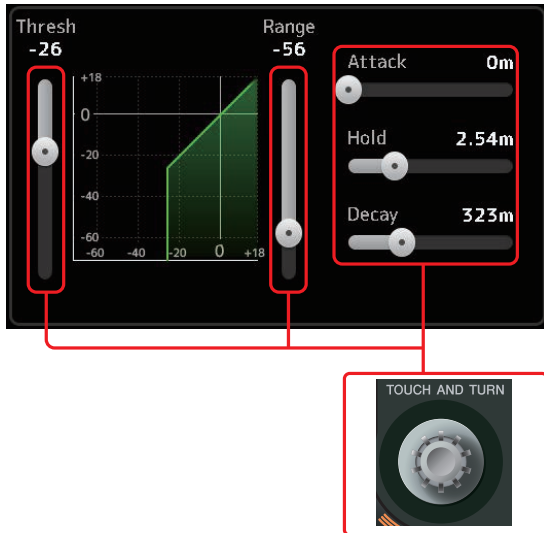 Thresh
-26
Range
-56
Attack 0m
Hold 2.54m
Decay 323m
+18
0
-20
-40
-60
-60 -40 -20 0 +18
TOUCH AND TURN